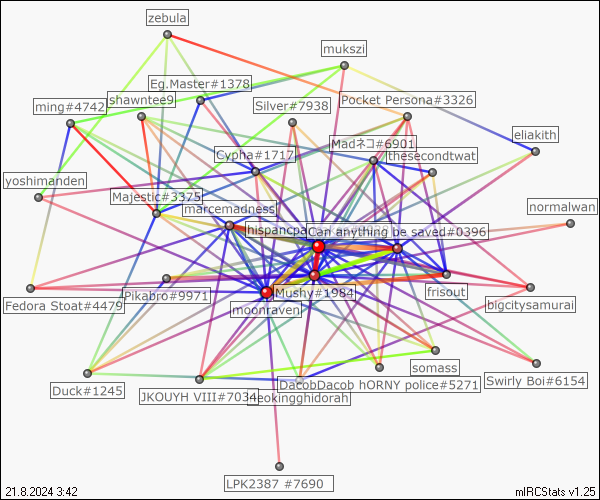 zebula
mukszi
Eg.Master#1378
shawntee9
ming#4742
Silver#7938
Pocket Persona#3326
Madネコ#6901
eliakith
Cypha#1717
thesecondtwat
yoshimanden
Majestic#3375
marcemadness
normalwan
hispancpa
Can anything be saved#0396
Mushy#1984
Pikabro#9971
frisout
Fedora Stoat#4479
moonraven
bigcitysamurai
somass
Duck#1245
JKOUYH VIII#7034
DacobDacob hORNY police#5271
Swirly Boi#6154
eokingghidorah
LPK2387 #7690
21.8.2024 3:42
mIRCStats v1.25